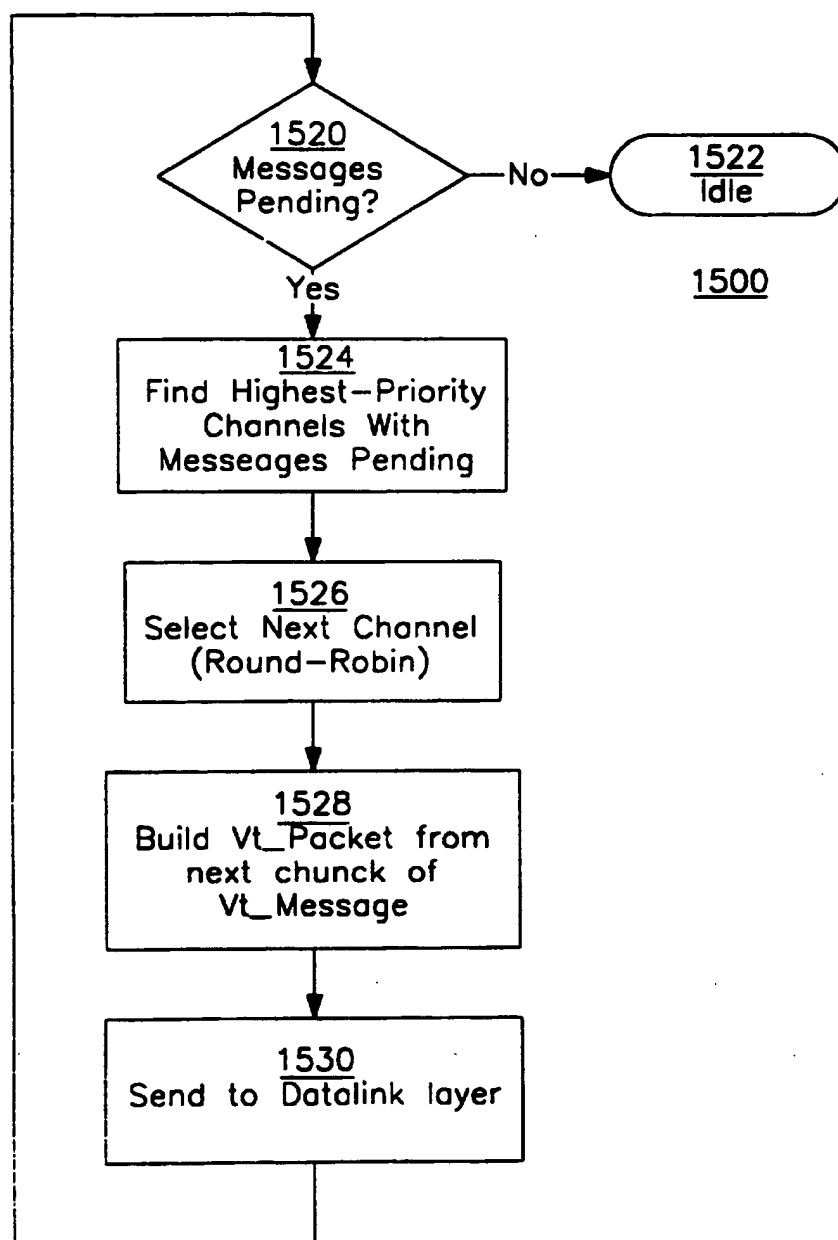 1520
Messages
Pending?
No
1522
Idle
1500
Yes
1524
Find Highest-Priority
Channels With
Messeages Pending
1526
Select Next Channel
(Round-Robin)
1528
Build Vt_Packet from
next chunck of
Vt_Message
1530
Send to Datalink layer